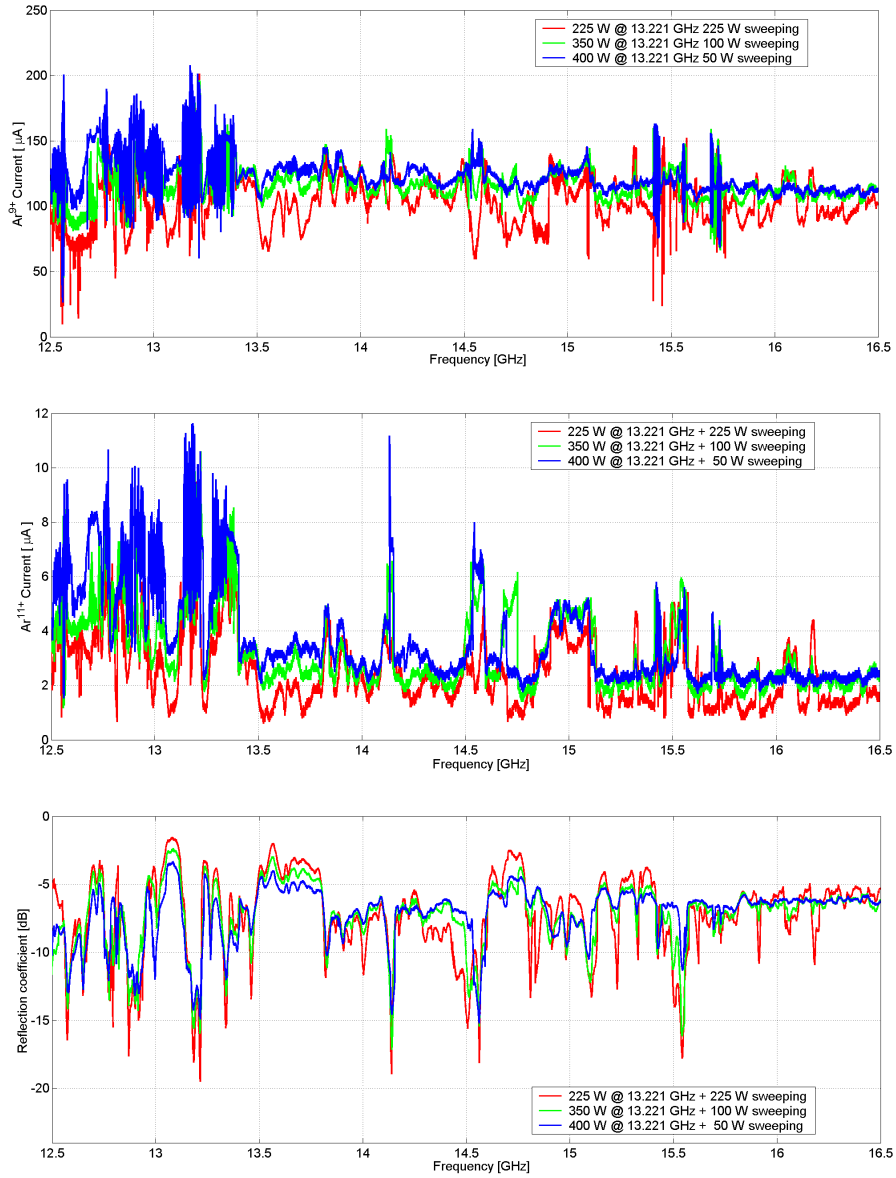 250
200
150
100
50
0
Ar9+ Current [ μA ]
225 W @ 13.221 GHz 225 W sweeping
350 W @ 13.221 GHz 100 W sweeping
400 W @ 13.221 GHz 50 W sweeping
12.5 13 13.5 14 14.5 15 15.5 16 16.5
Frequency [GHz]
12
10
8
6
4
2
0
Ar11+ Current [ μA ]
225 W @ 13.221 GHz + 225 W sweeping
350 W @ 13.221 GHz + 100 W sweeping
400 W @ 13.221 GHz + 50 W sweeping
12.5 13 13.5 14 14.5 15 15.5 16 16.5
Frequency [GHz]
0
-5
-10
-15
-20
Reflection coefficient [dB]
225 W @ 13.221 GHz + 225 W sweeping
350 W @ 13.221 GHz + 100 W sweeping
400 W @ 13.221 GHz + 50 W sweeping
12.5 13 13.5 14 14.5 15 15.5 16 16.5
Frequency [GHz]